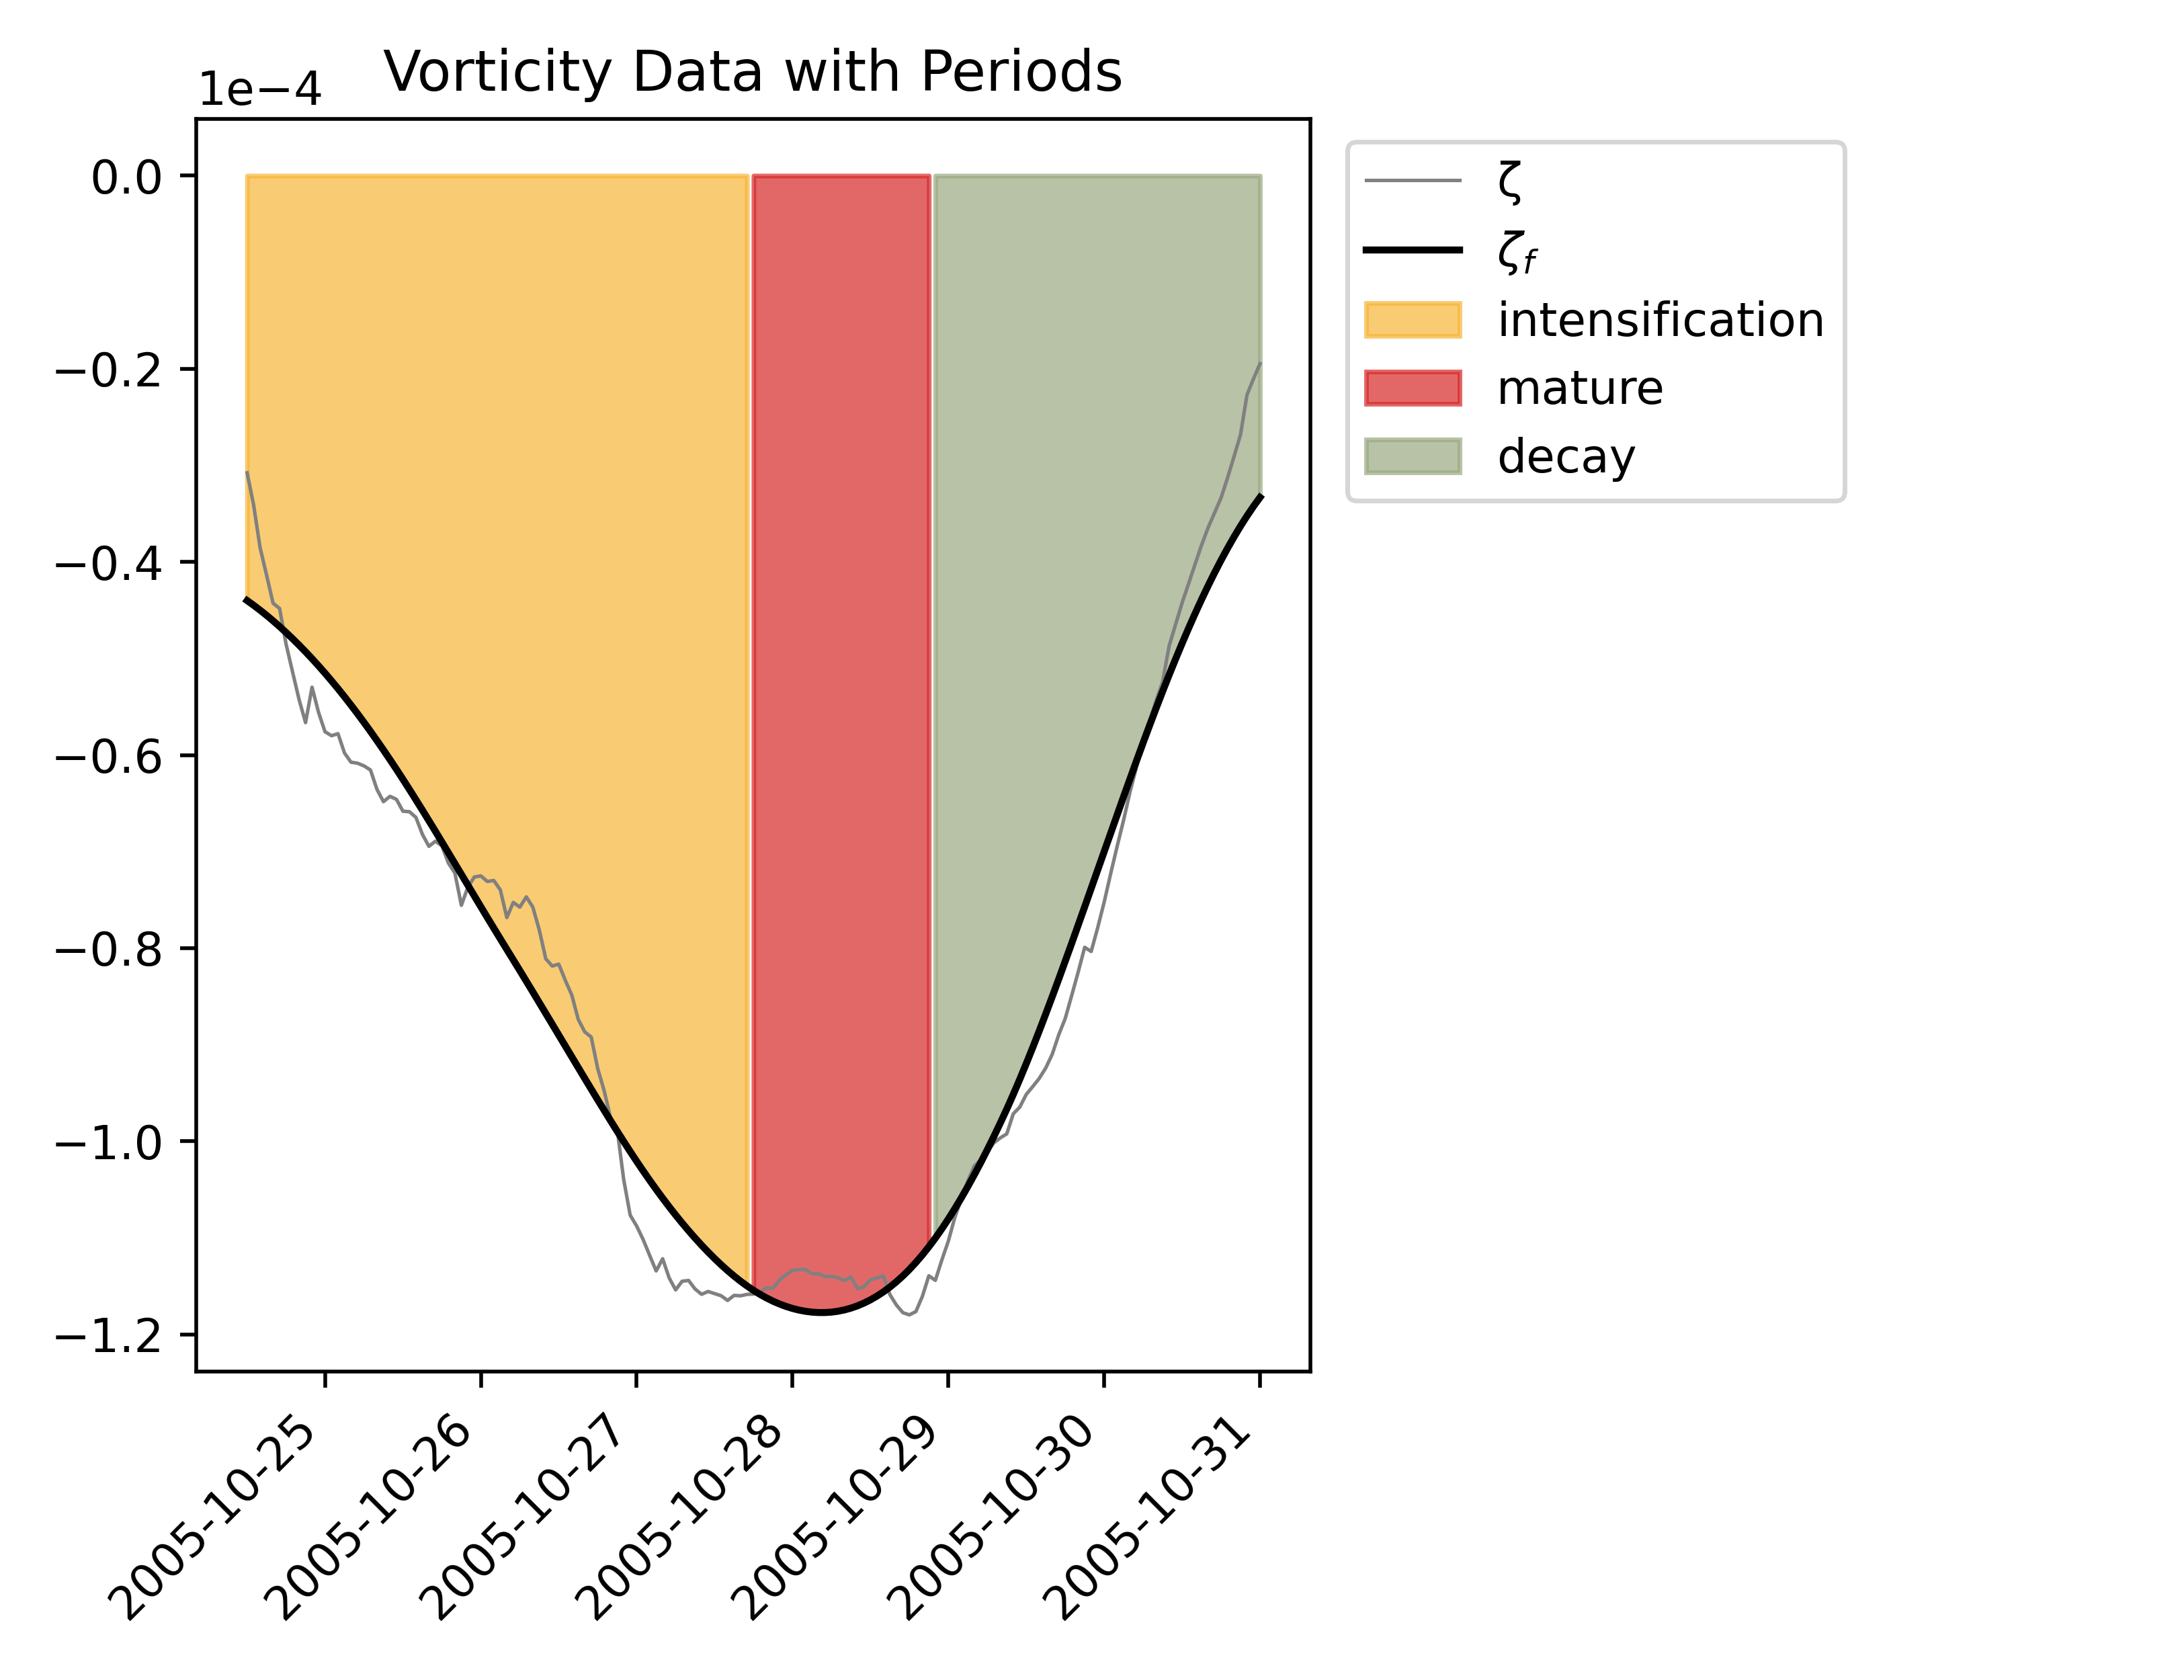 Vorticity Data with Periods
1e−4
0.0
−0.2
−0.4
−0.6
−0.8
−1.0
−1.2
2005-10-25
2005-10-26
2005-10-27
2005-10-28
2005-10-29
2005-10-30
2005-10-31
ζ
ζf
intensification
mature
decay